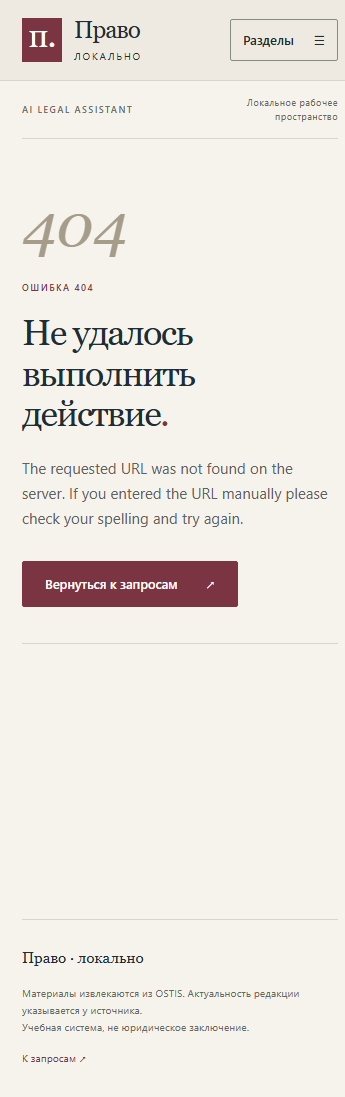 П.
Право
ЛОКАЛЬНО
Разделы ☰
AI LEGAL ASSISTANT
Локальное рабочее
пространство
404
ОШИБКА 404
Не удалось
выполнить
действие.
The requested URL was not found on the
server. If you entered the URL manually please
check your spelling and try again.
Вернуться к запросам ↗
Право · локально
Материалы извлекаются из OSTIS. Актуальность редакции
указывается у источника.
Учебная система, не юридическое заключение.
К запросам ↗